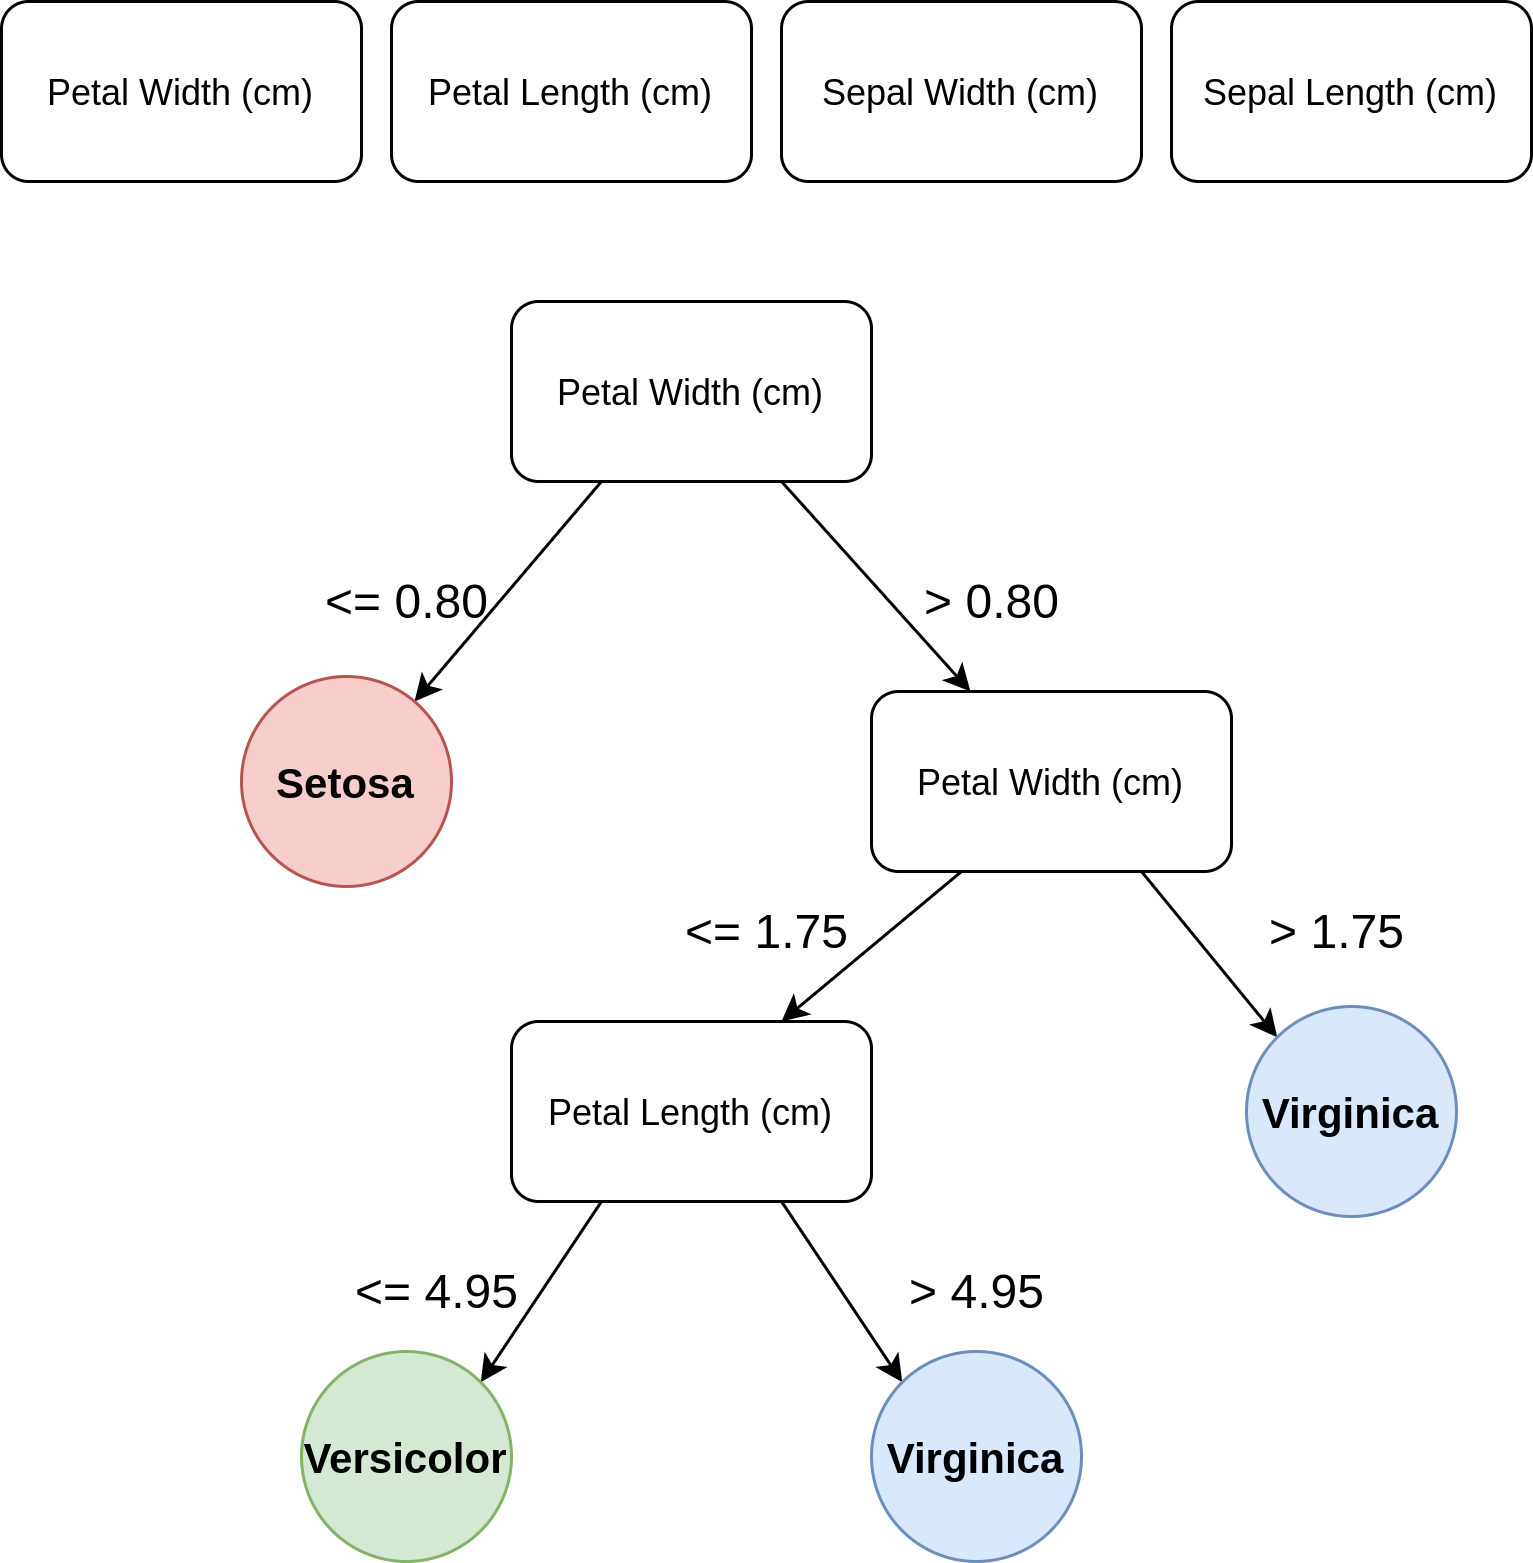 Petal Width (cm)
Petal Length (cm)
Sepal Width (cm)
Sepal Length (cm)
Petal Width (cm)
<= 0.80
> 0.80
Setosa
Petal Width (cm)
<= 1.75
> 1.75
Petal Length (cm)
Virginica
<= 4.95
> 4.95
Versicolor
Virginica